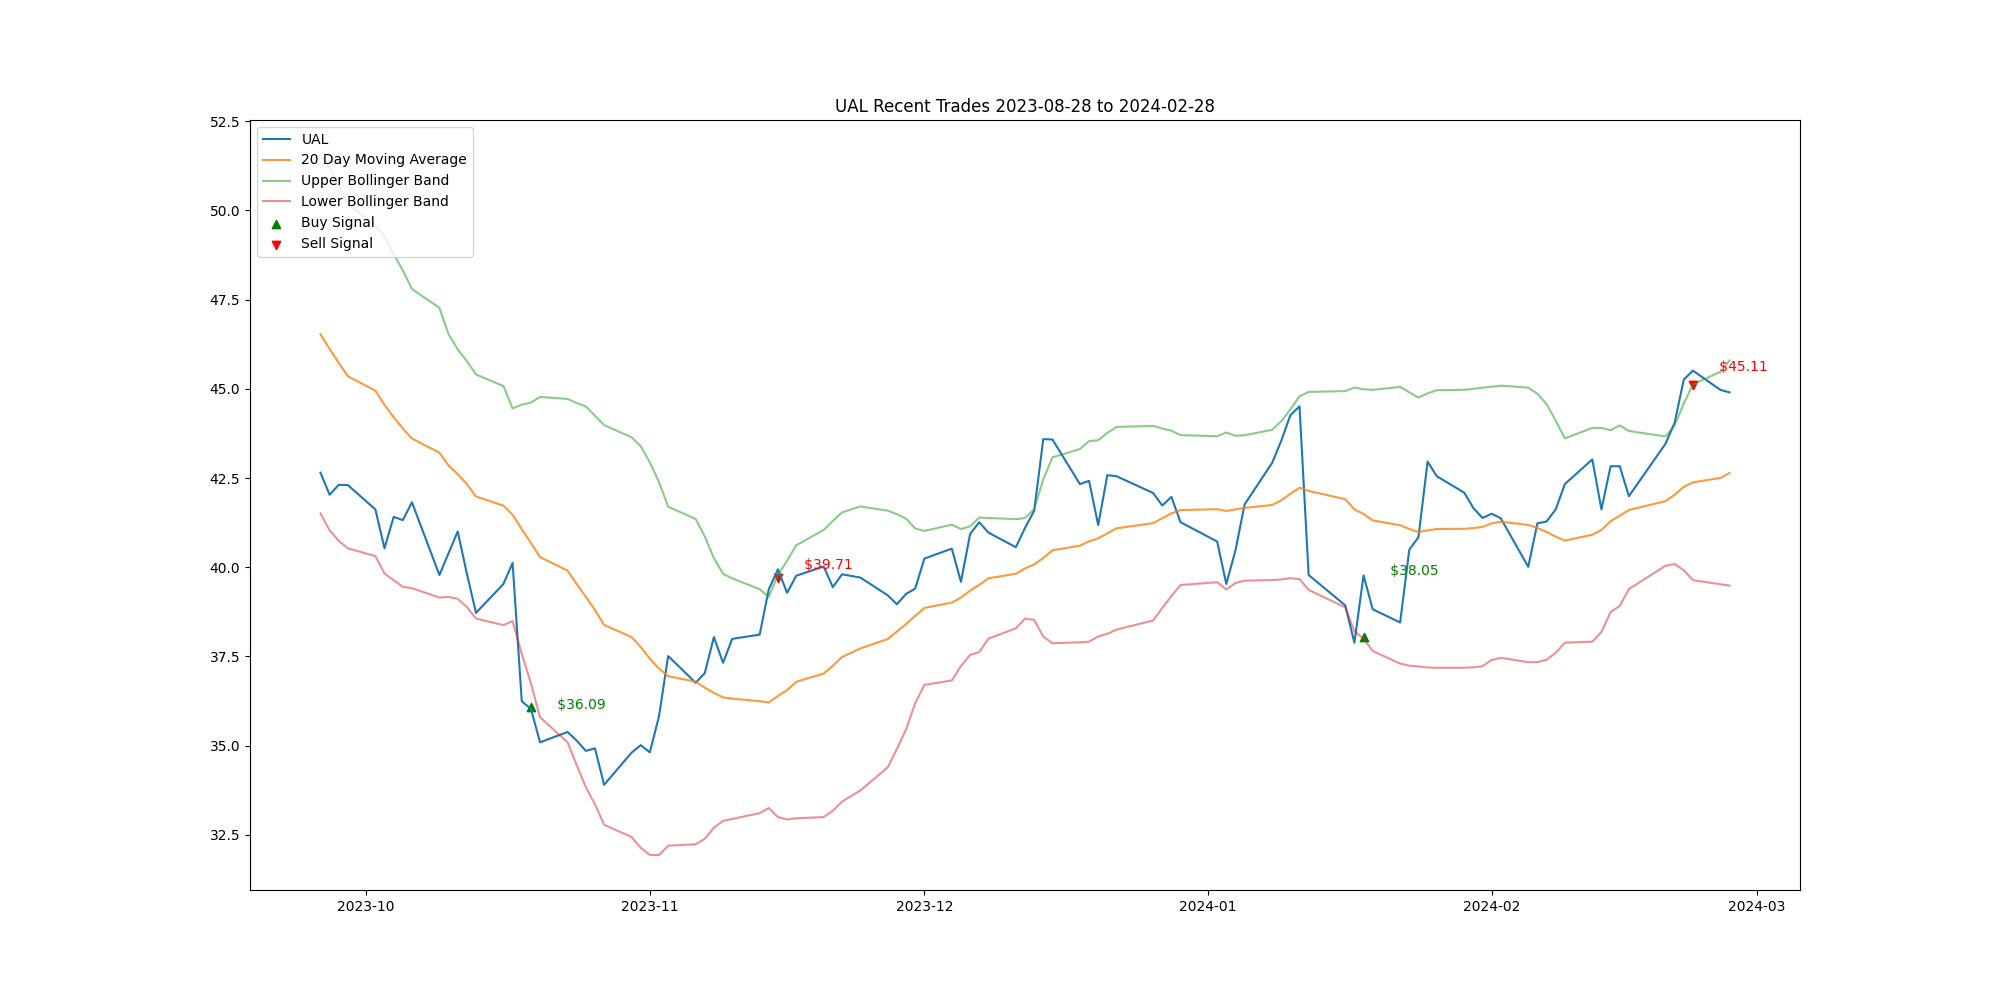 UAL Recent Trades 2023-08-28 to 2024-02-28
52.5
50.0
47.5
45.0
42.5
40.0
37.5
35.0
32.5
UAL
20 Day Moving Average
Upper Bollinger Band
Lower Bollinger Band
Buy Signal
Sell Signal
$45.11
$39.71
$38.05
$36.09
2023-10
2023-11
2023-12
2024-01
2024-02
2024-03